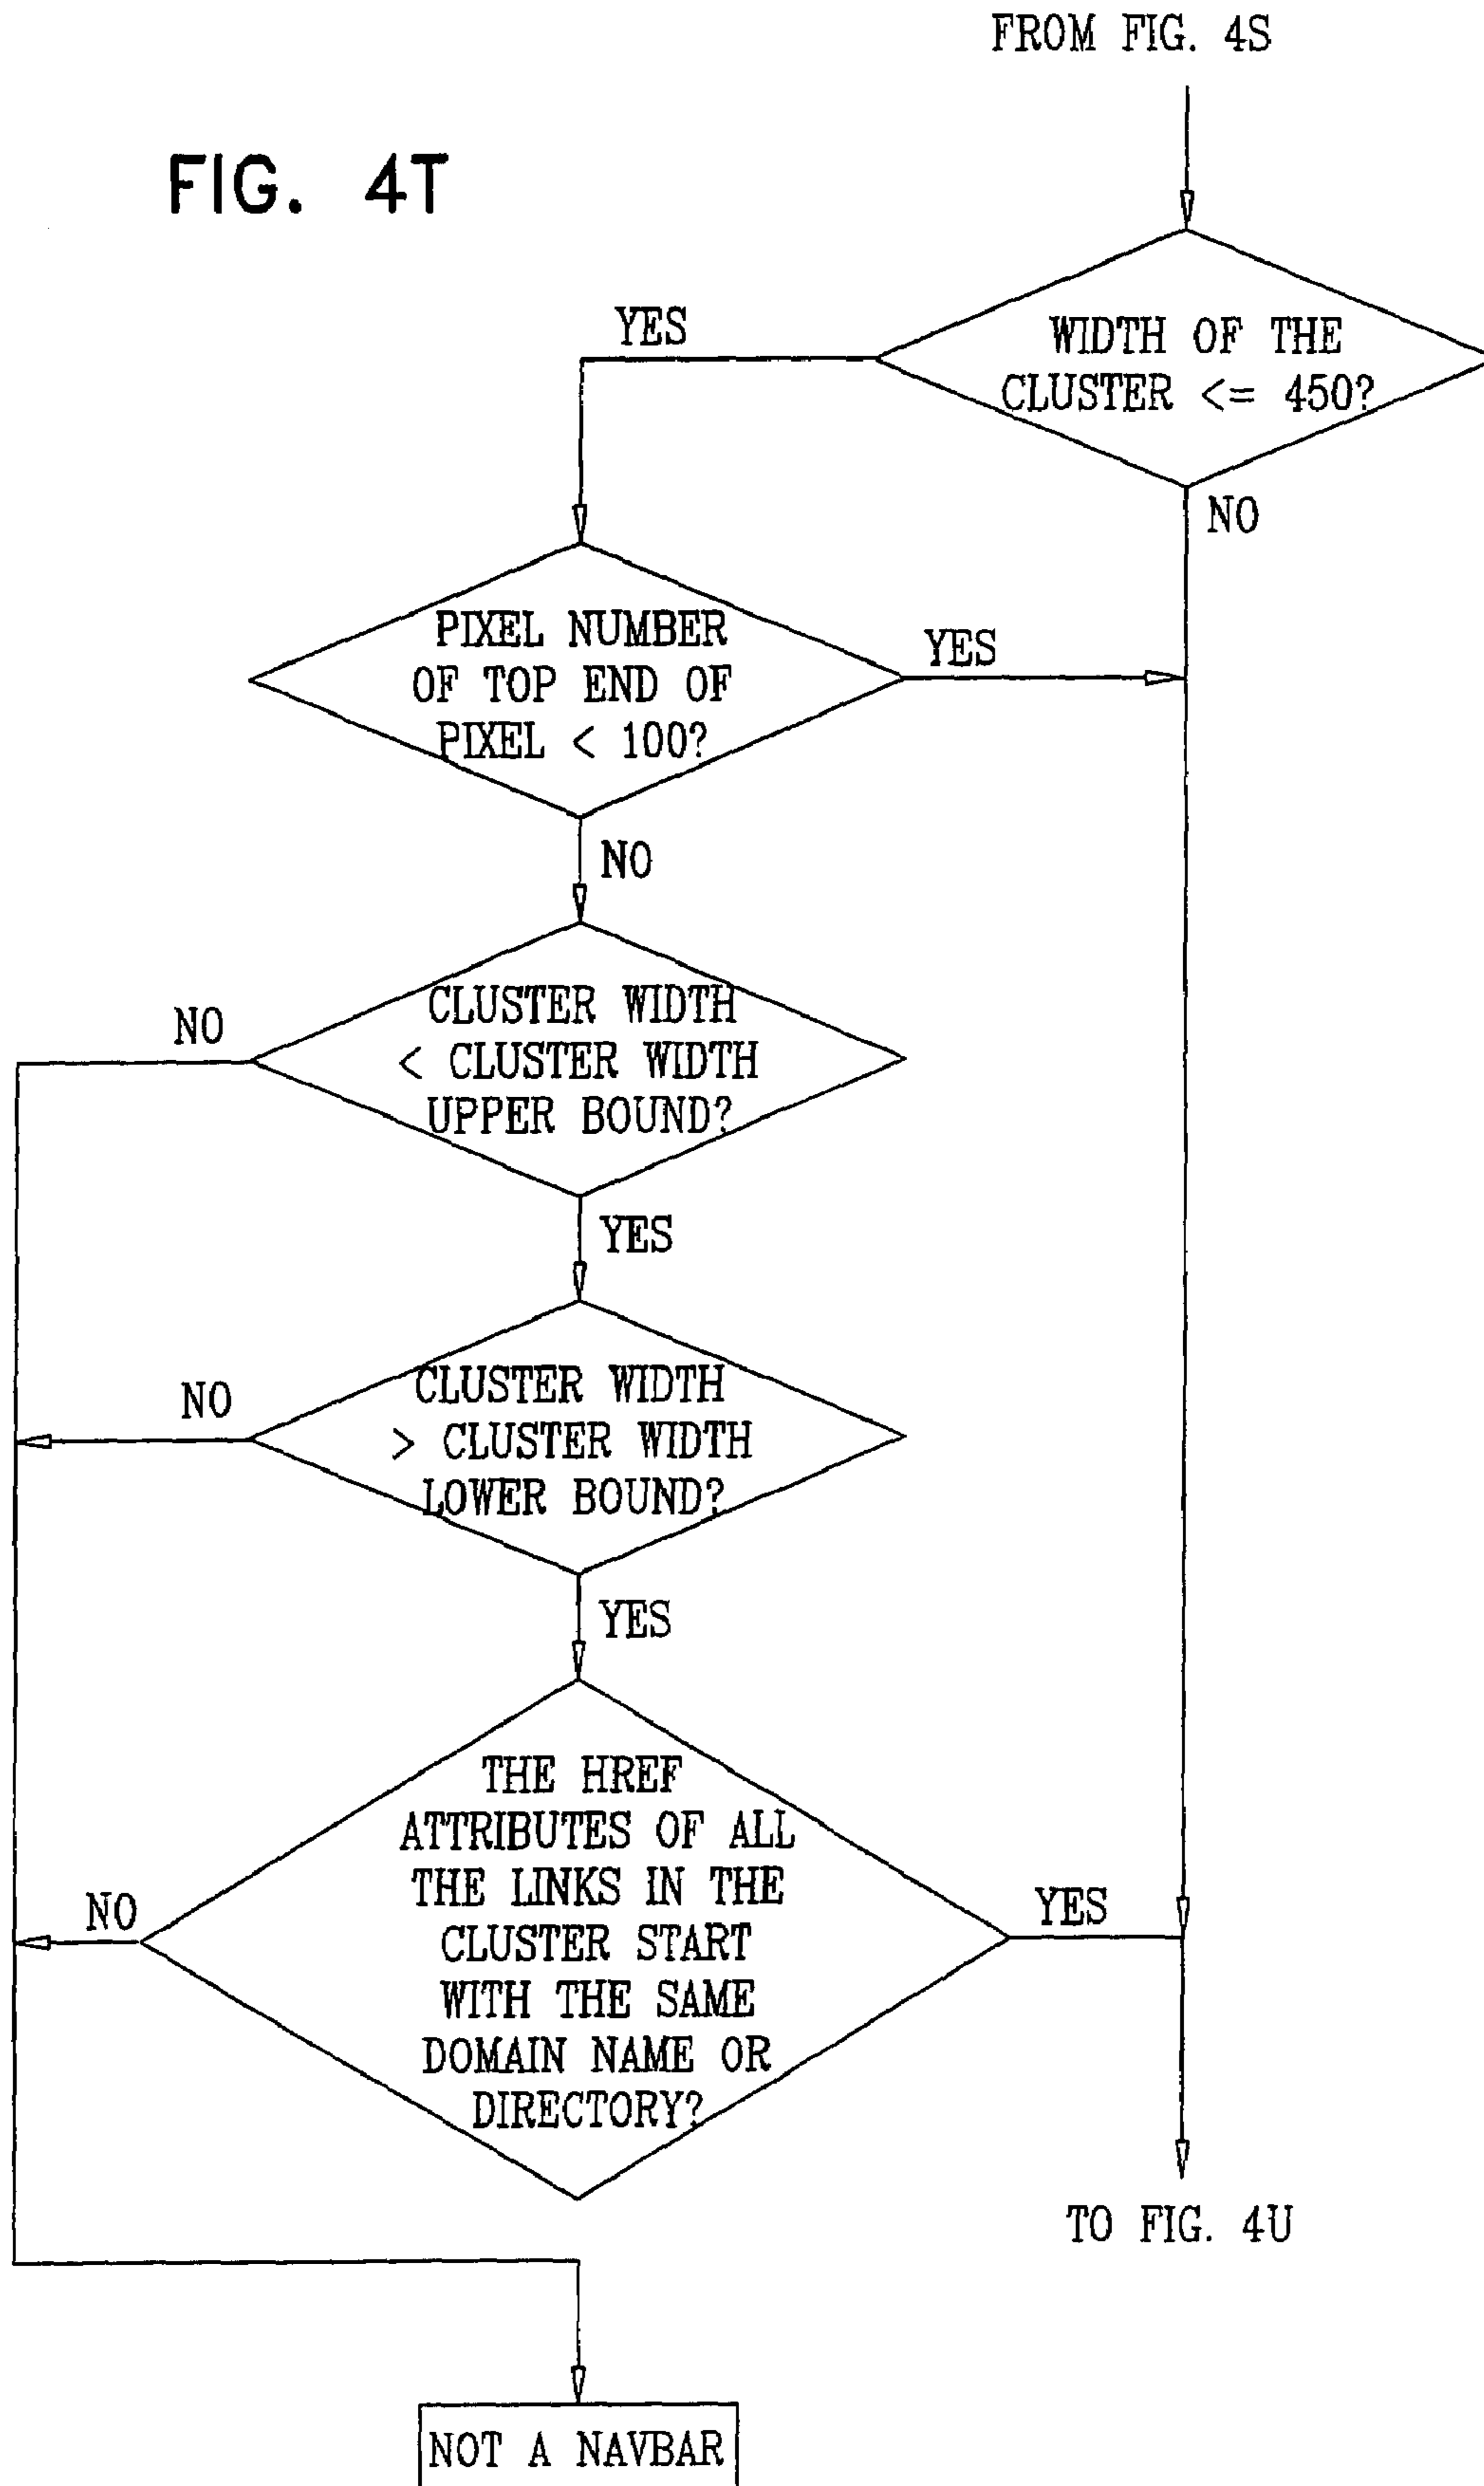 FROM FIG. 4S
FIG. 4T
YES
WIDTH OF THE
CLUSTER <= 450?
NO
PIXEL NUMBER
OF TOP END OF
PIXEL < 100?
YES
NO
NO
CLUSTER WIDTH
< CLUSTER WIDTH
UPPER BOUND?
YES
NO
CLUSTER WIDTH
> CLUSTER WIDTH
LOWER BOUND?
YES
THE HREF
ATTRIBUTES OF ALL
THE LINKS IN THE
CLUSTER START
WITH THE SAME
DOMAIN NAME OR
DIRECTORY?
NO
YES
TO FIG. 4U
NOT A NAVBAR